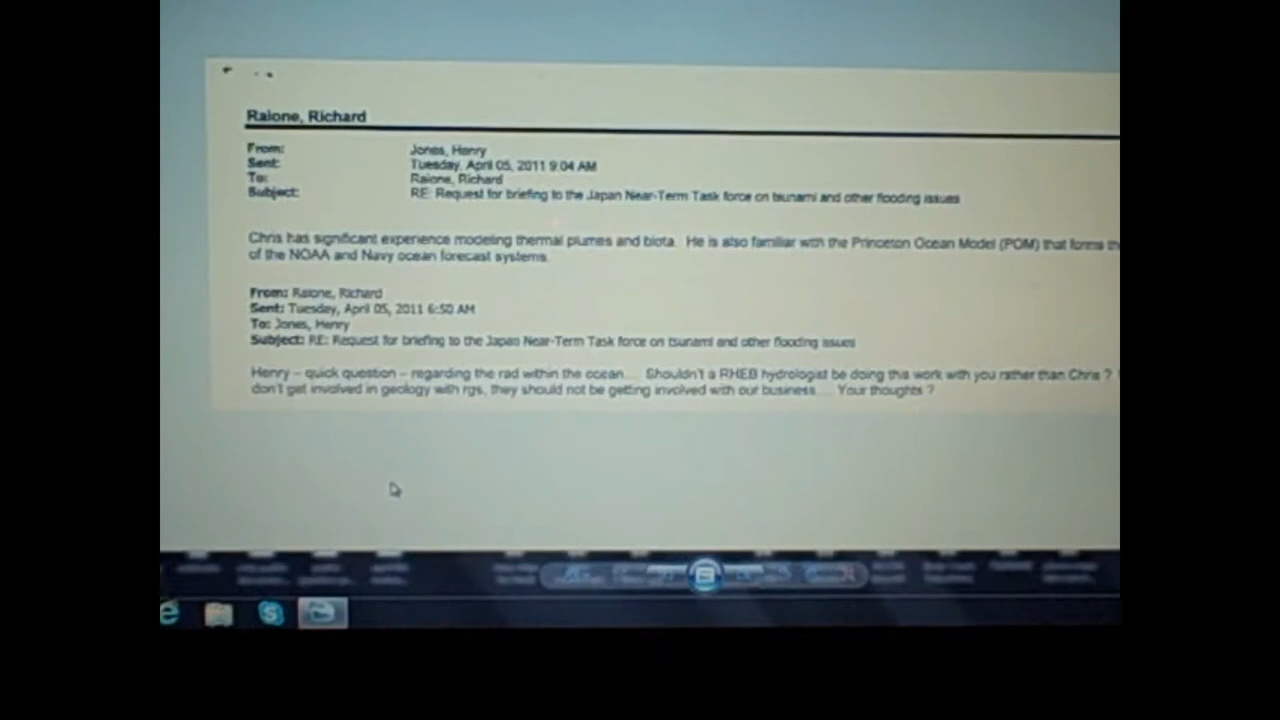 Raione, Richard
From: Jones, Henry
Sent: Tuesday, April 05, 2011 9:04 AM
To: Raione, Richard
Subject: RE: Request for briefing to the Japan Near-Term Task force on tsunami and other flooding issues
Chris has significant experience modeling thermal plumes and biota. He is also familiar with the Princeton Ocean Model (POM) that forms
of the NOAA and Navy ocean forecast systems.
From: Raione, Richard
Sent: Tuesday, April 05, 2011 6:50 AM
To: Jones, Henry
Subject: RE: Request for briefing to the Japan Near-Term Task force on tsunami and other flooding issues
Henry – quick question – regarding the rad within the ocean.... Shouldn't a RHEB hydrologist be doing this work with you rather than Chris ?
don't get involved in geology with rgs, they should not be getting involved with our business.... Your thoughts ?